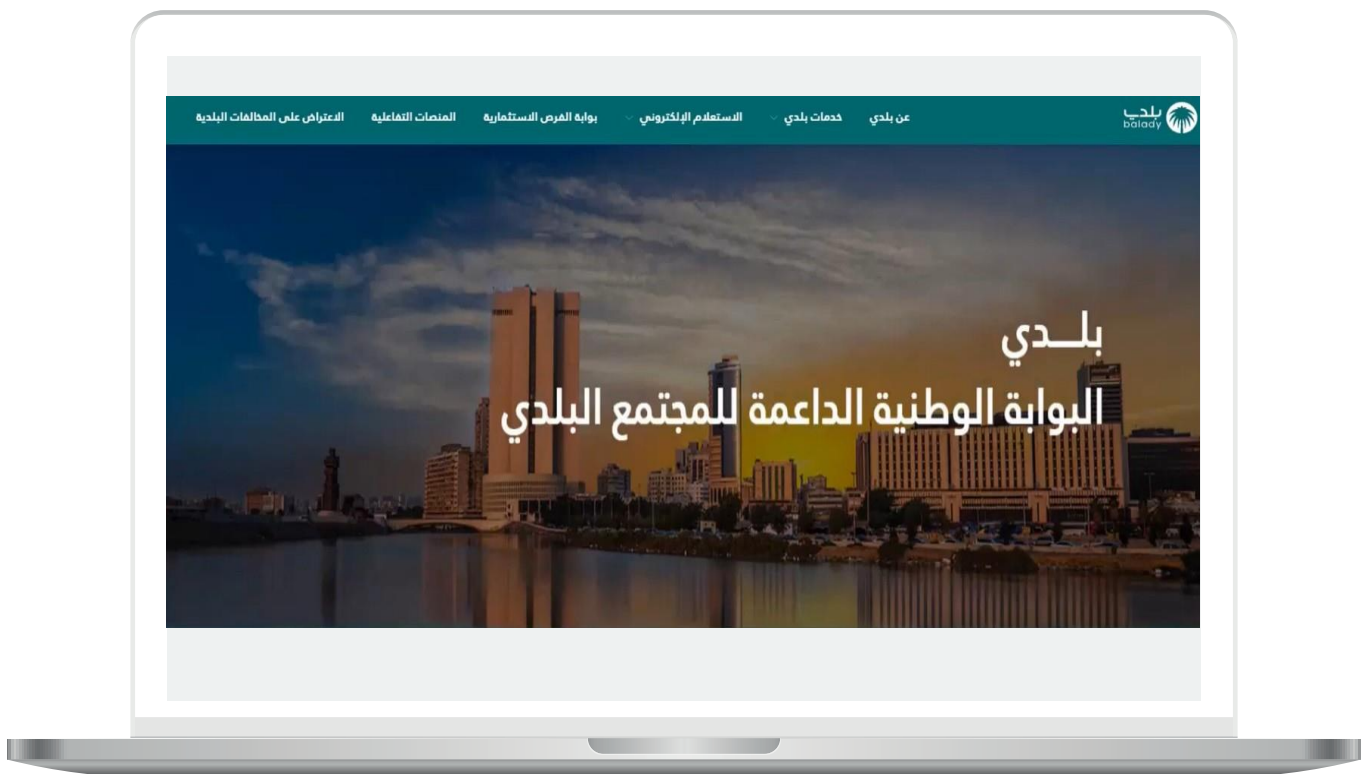 بلدي
balady
عن بلدي
خدمات بلدي
الاستعلام الإلكتروني
بوابة الفرص الاستثمارية
المنصات التفاعلية
الاعتراض على المخالفات البلدية
بلـــدي
البوابة الوطنية الداعمة للمجتمع البلدي